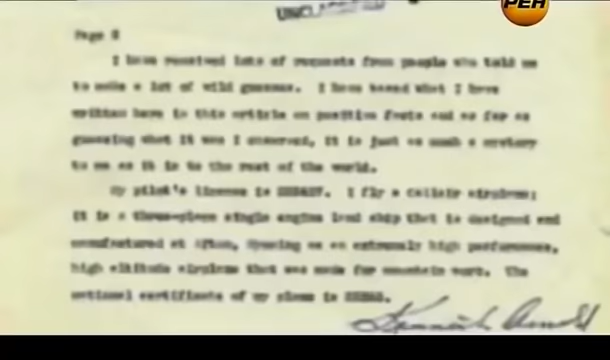 UNCL
РЕН
Page 8
I have received lots of requests from people who told me
to make a lot of wild guesses. I have based what I have
written here in this article on positive facts and as far as
guessing what it was I observed, it is just as much a mystery
to me as it is to the rest of the world.
My pilot's license is I fly a Callair airplane;
it is a three-place single engine land ship that is designed and
manufactured at Afton, Wyoming as an extremely high performance,
high altitude airplane that was made for mountain work. The
national certificate of my plane is
Kenneth Arnold